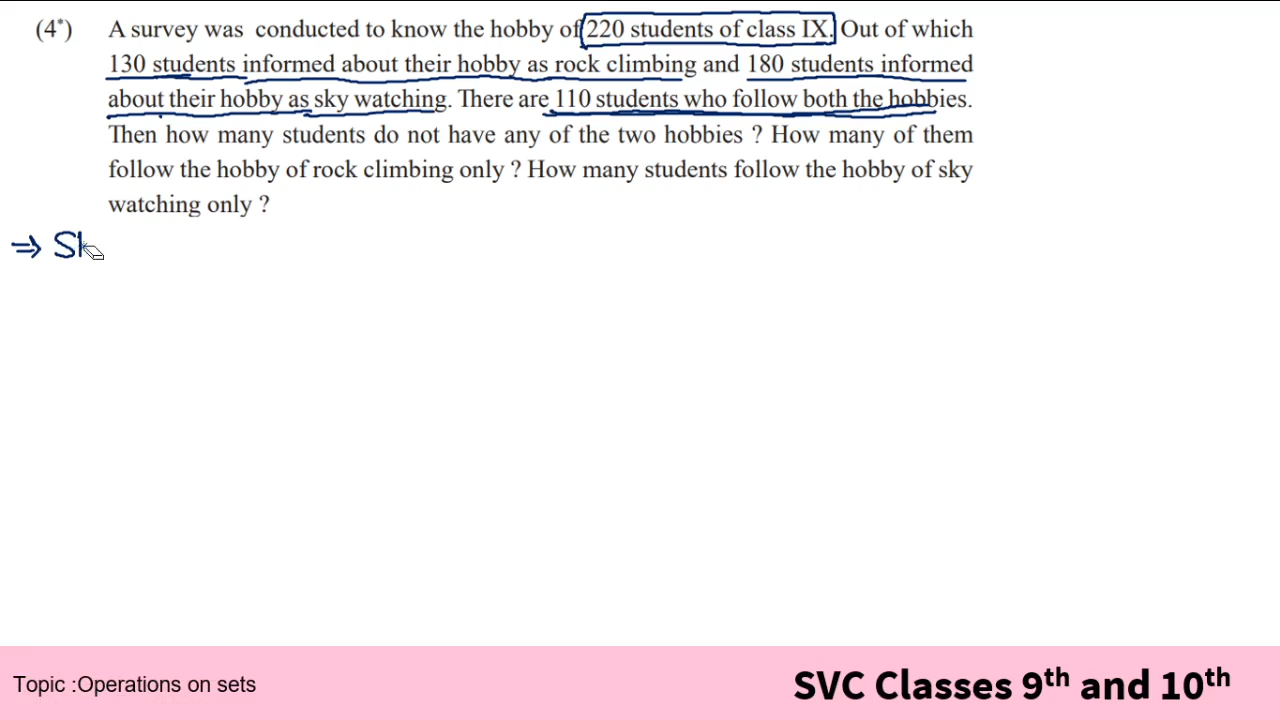 (4*) A survey was conducted to know the hobby of 220 students of class IX. Out of which
130 students informed about their hobby as rock climbing and 180 students informed
about their hobby as sky watching. There are 110 students who follow both the hobbies.
Then how many students do not have any of the two hobbies ? How many of them
follow the hobby of rock climbing only ? How many students follow the hobby of sky
watching only ?
⇒ Sl
Topic :Operations on sets
SVC Classes 9th and 10th